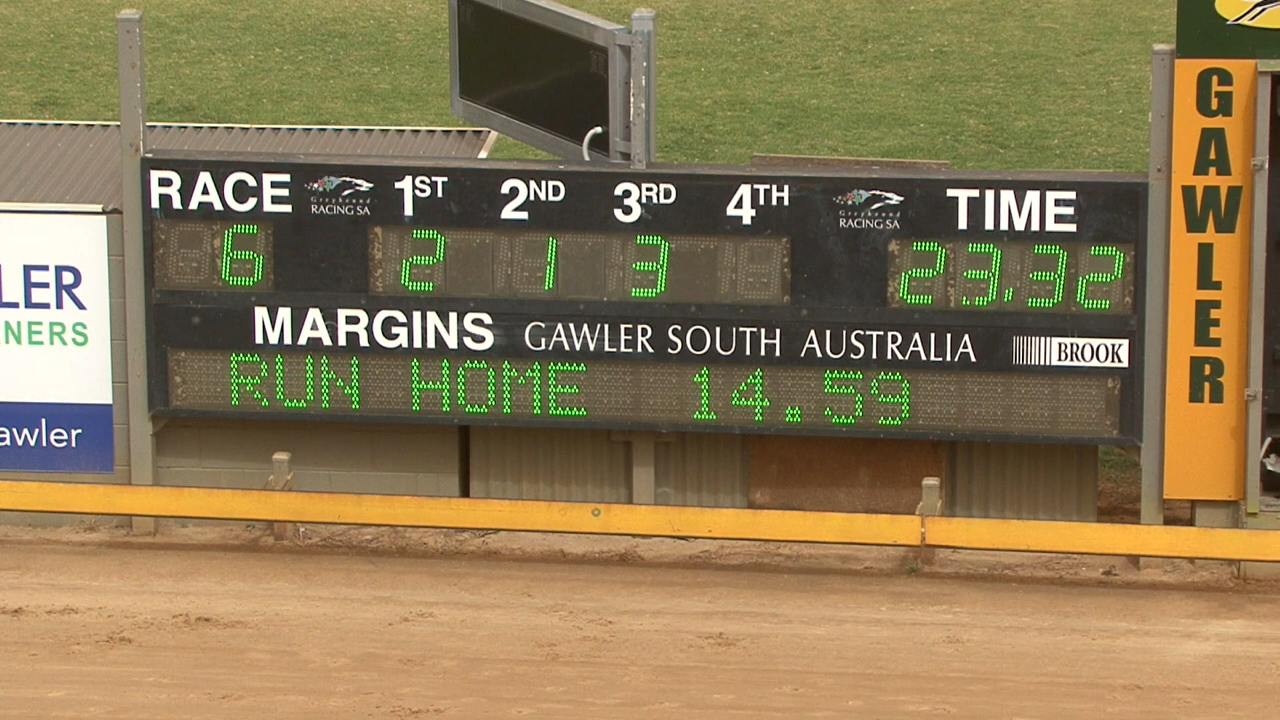 RACE
Greyhound
RACING SA
1ST 2ND 3RD 4TH
Greyhound
RACING SA
TIME
6 2 1 3 23.32
MARGINS GAWLER SOUTH AUSTRALIA BROOK
RUN HOME 14.59
GAWLER
LER
NERS
awler